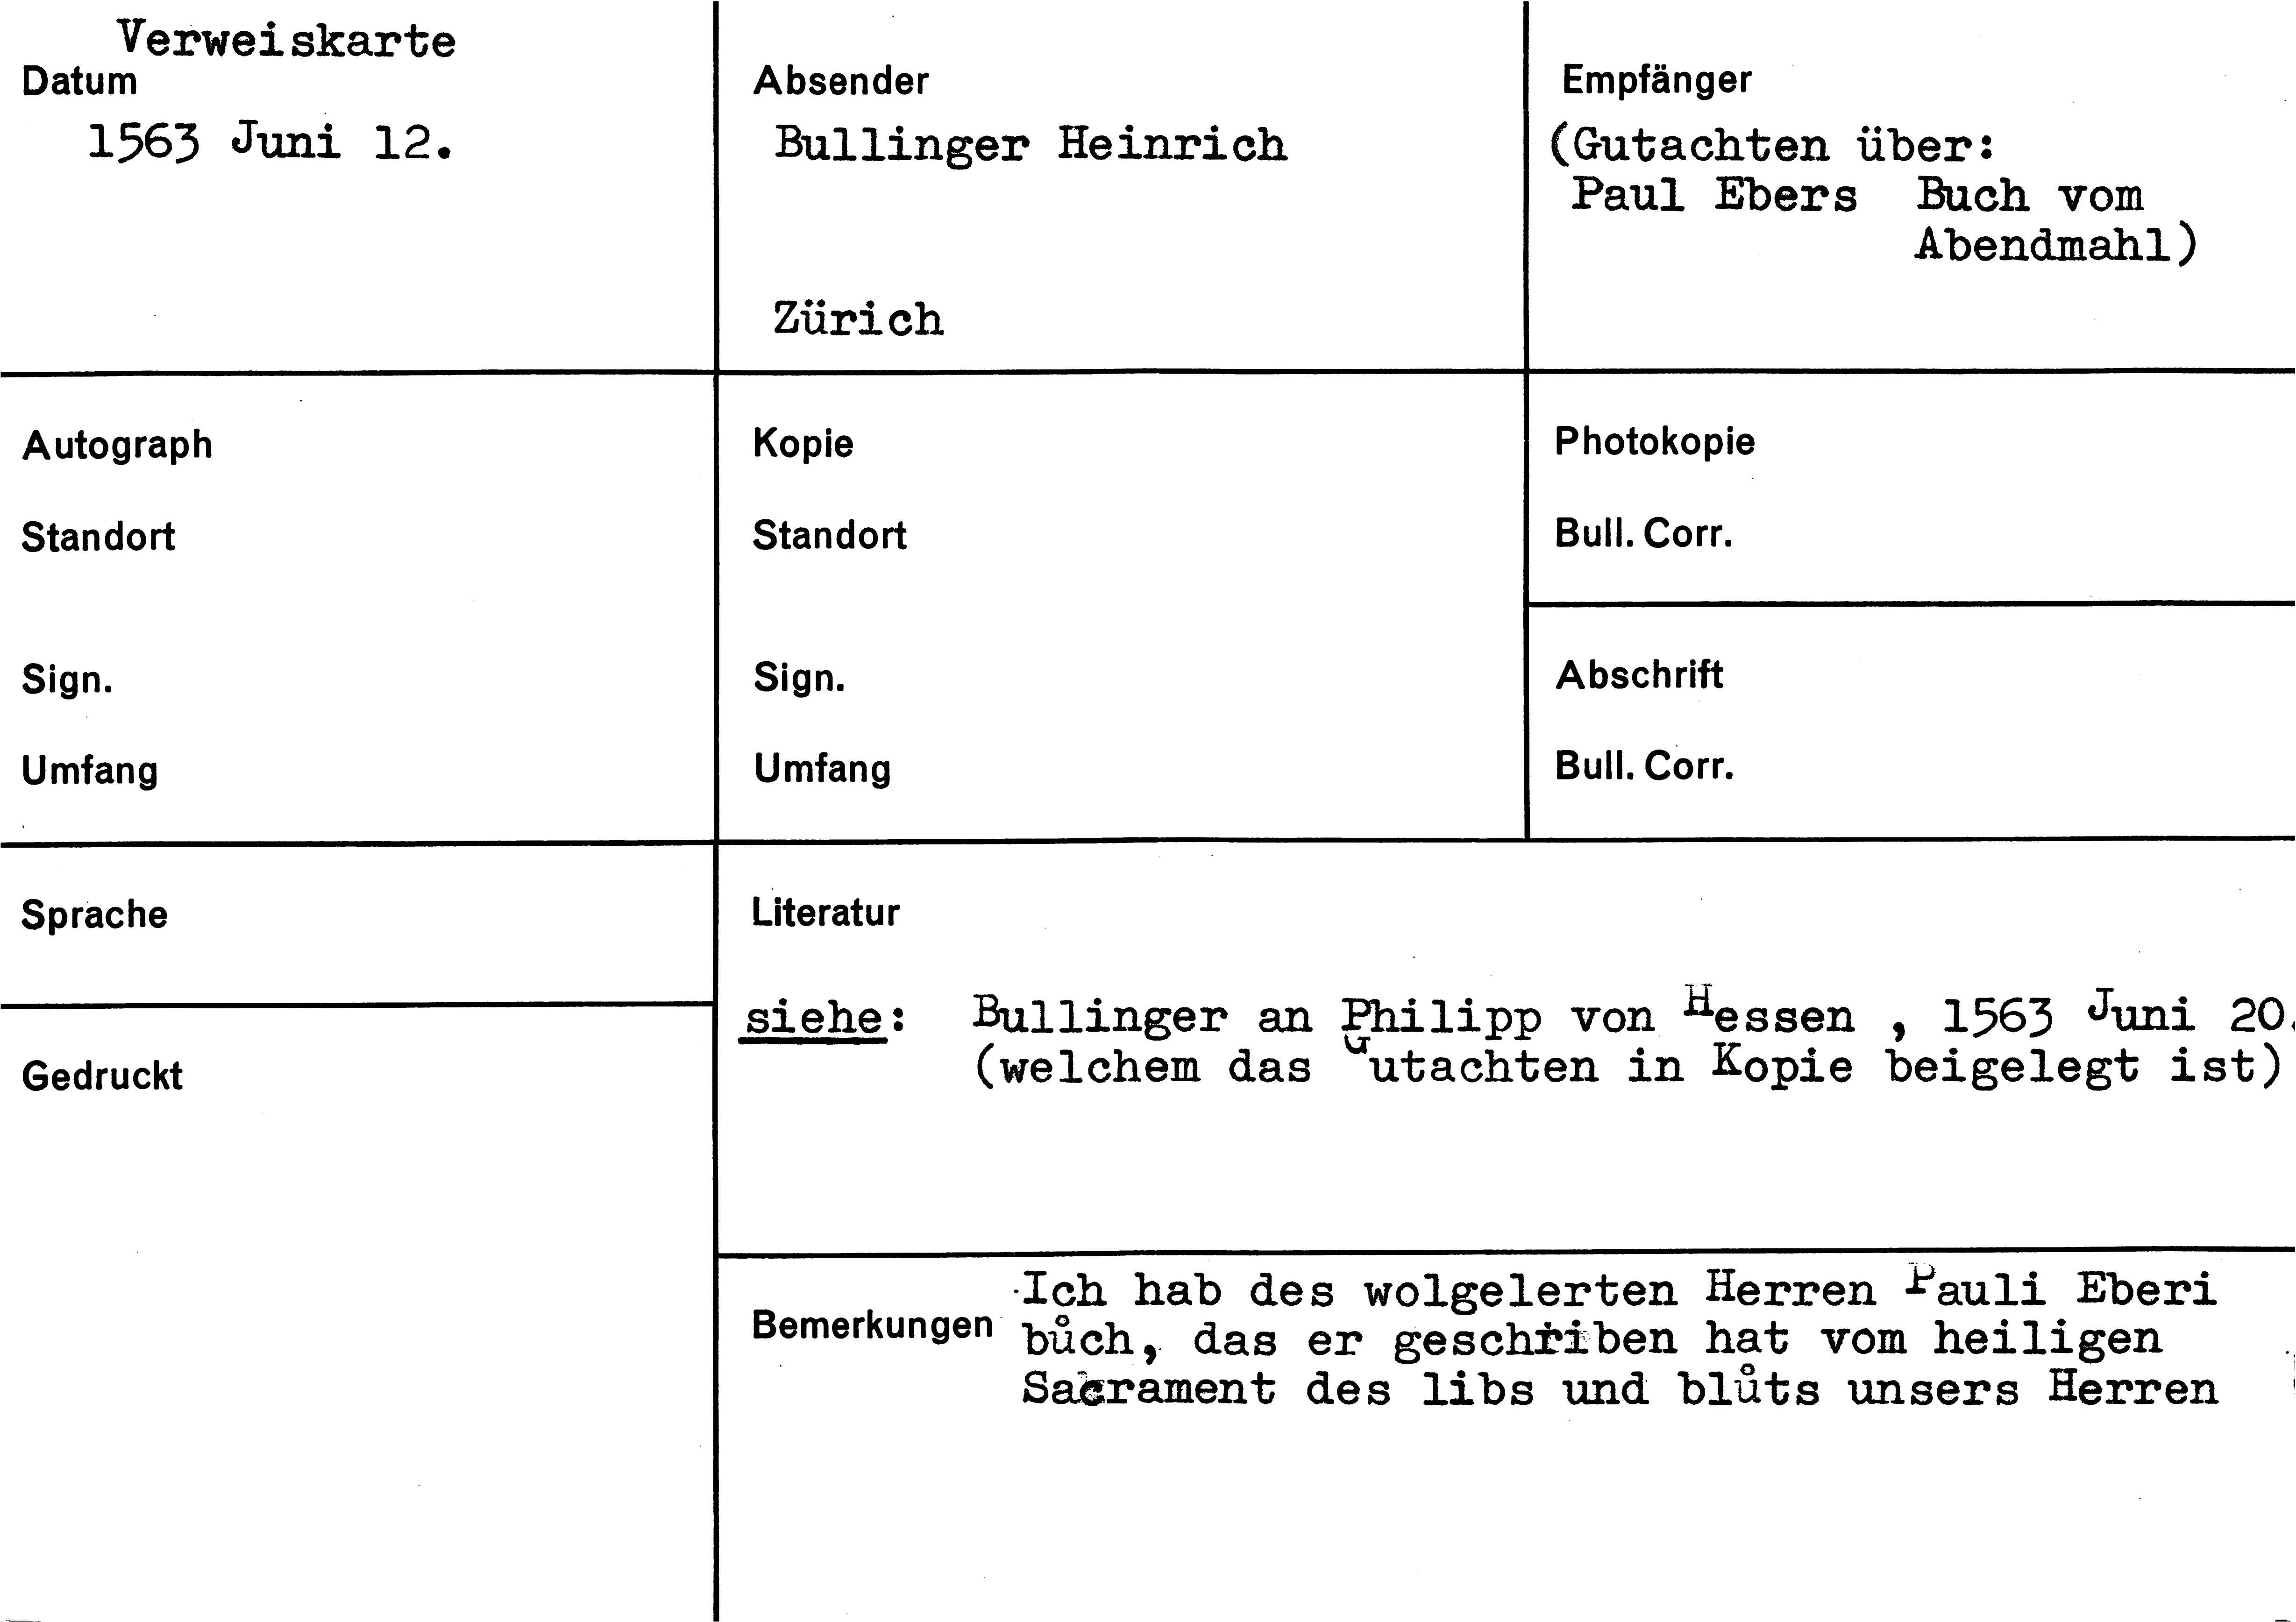 Verweiskarte
Datum
1563 Juni 12.
Absender
Bullinger Heinrich
Zürich
Empfänger
(Gutachten über:
Paul Ebers Buch vom
Abendmahl)
Autograph
Standort
Sign.
Umfang
Kopie
Standort
Sign.
Umfang
Photokopie
Bull. Corr.
Abschrift
Bull. Corr.
Sprache
Gedruckt
Literatur
siehe: Bullinger an Philipp von Hessen , 1563 Juni 20.
(welchem das Gutachten in Kopie beigelegt ist)
Bemerkungen
Ich hab des wolgelerten Herren Pauli Eberi
bůch, das er geschriben hat vom heiligen
Sacrament des libs und blůts unsers Herren